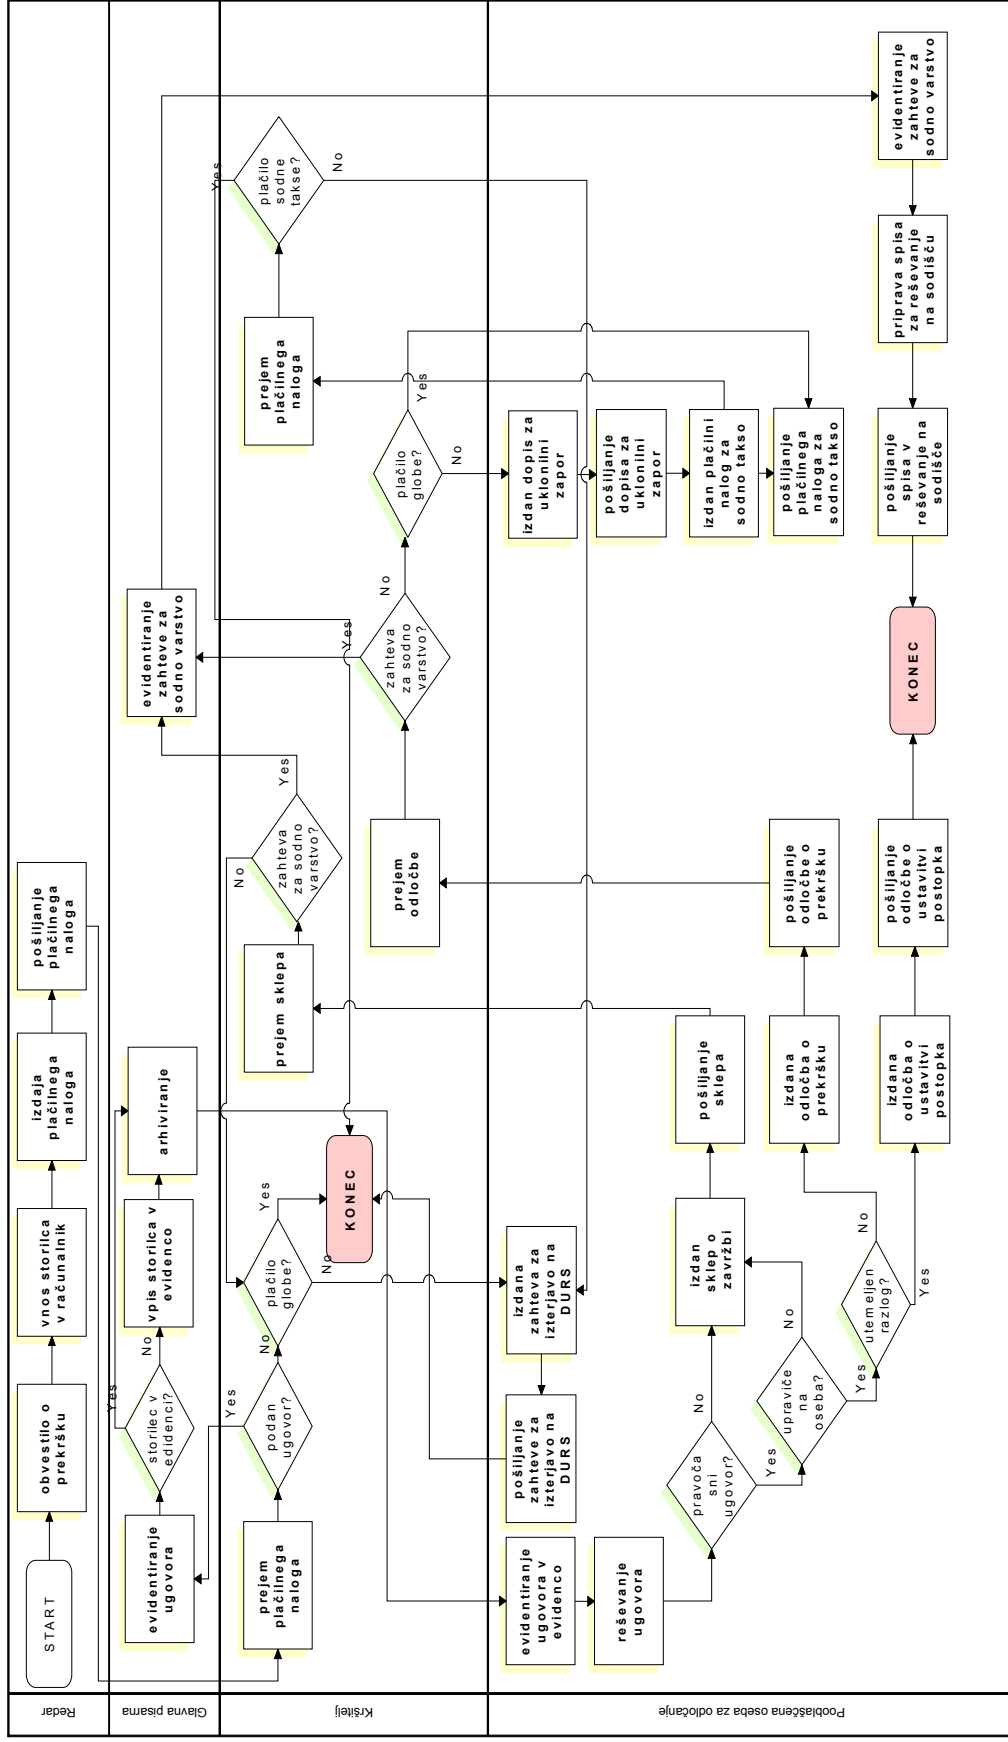 Redar
START
obvestilo o
prekršku
vnos storilca
v računalnik
izdaja
plačilnega
naloga
pošiljanje
plačilnega
naloga
Glavna pisarna
evidentiranje
ugovora
storilec v
edidenci?
Yes
No
vpis storilca v
evidenco
arhiviranje
evidentiranje
zahteve za
sodno varstvo
Kršitelj
prejem
plačilnega
naloga
podan
ugovor?
Yes
No
plačilo
globe?
Yes
No
KONEC
prejem sklepa
zahteva
za sodno
varstvo?
No
Yes
prejem
odločbe
zahteva
za sodno
varstvo?
Yes
No
plačilo
globe?
Yes
No
prejem
plačilnega
naloga
plačilo
sodne
takse?
Yes
No
Pooblaščena oseba za odločanje
evidentiranje
ugovora v
evidenco
reševanje
ugovora
pošiljanje
zahteve za
izterjavo na
DURS
izdana
zahteva za
izterjavo na
DURS
pravoča
sni
ugovor?
No
Yes
upraviče
na
oseba?
No
Yes
utemeljen
razlog?
No
Yes
izdan
sklep o
zavržbi
pošiljanje
sklepa
izdana
odločba o
prekršku
pošiljanje
odločbe o
prekršku
izdana
odločba o
ustavitvi
postopka
pošiljanje
odločbe o
ustavitvi
postopka
KONEC
izdan dopis za
uklonilni
zapor
pošiljanje
dopisa za
uklonilni
zapor
izdan plačilni
nalog za
sodno takso
pošiljanje
plačilnega
naloga za
sodno takso
pošiljanje
spisa v
reševanje na
sodišče
priprava spisa
za reševanje
na sodišču
evidentiranje
zahteve za
sodno varstvo